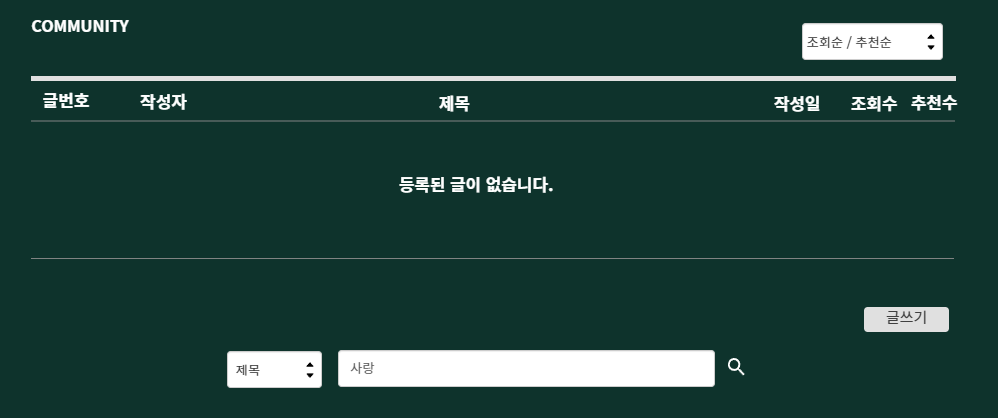 COMMUNITY
조회순 / 추천순
글번호 작성자 제목 작성일 조회수 추천수
등록된 글이 없습니다.
글쓰기
제목 사랑